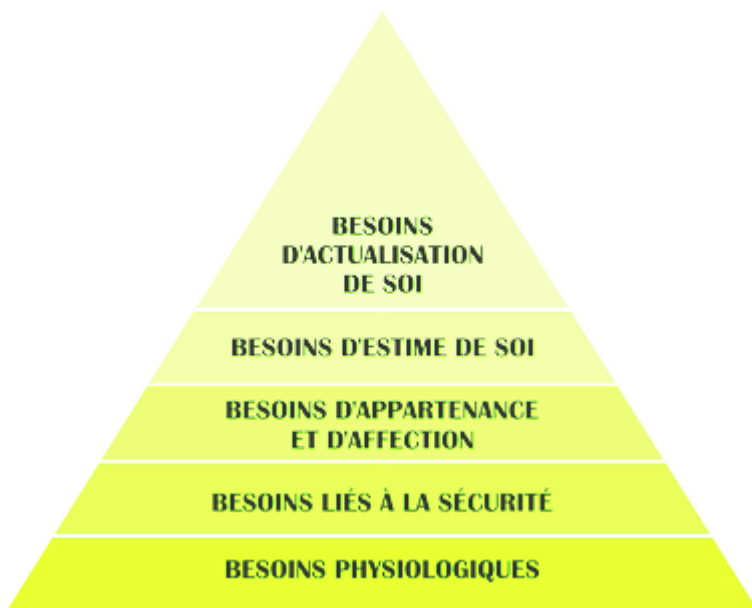 BESOINS
D'ACTUALISATION
DE SOI
BESOINS D'ESTIME DE SOI
BESOINS D'APPARTENANCE
ET D'AFFECTION
BESOINS LIÉS À LA SÉCURITÉ
BESOINS PHYSIOLOGIQUES